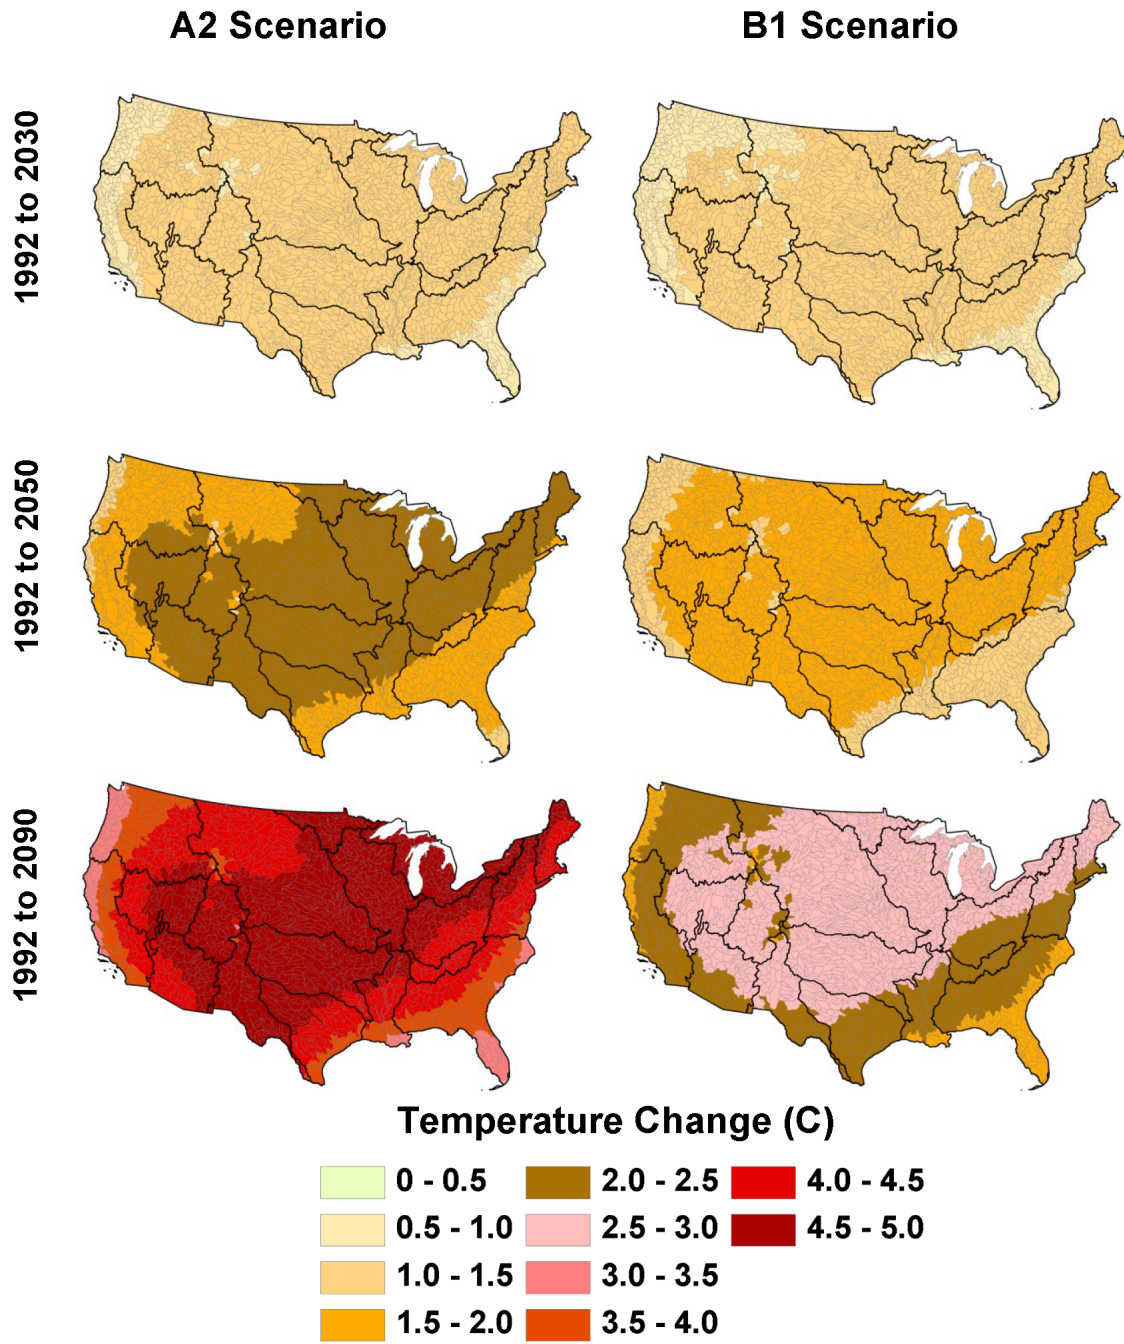 A2 Scenario
B1 Scenario
1992 to 2030
1992 to 2050
1992 to 2090
Temperature Change (C)
0 - 0.5
0.5 - 1.0
1.0 - 1.5
1.5 - 2.0
2.0 - 2.5
2.5 - 3.0
3.0 - 3.5
3.5 - 4.0
4.0 - 4.5
4.5 - 5.0